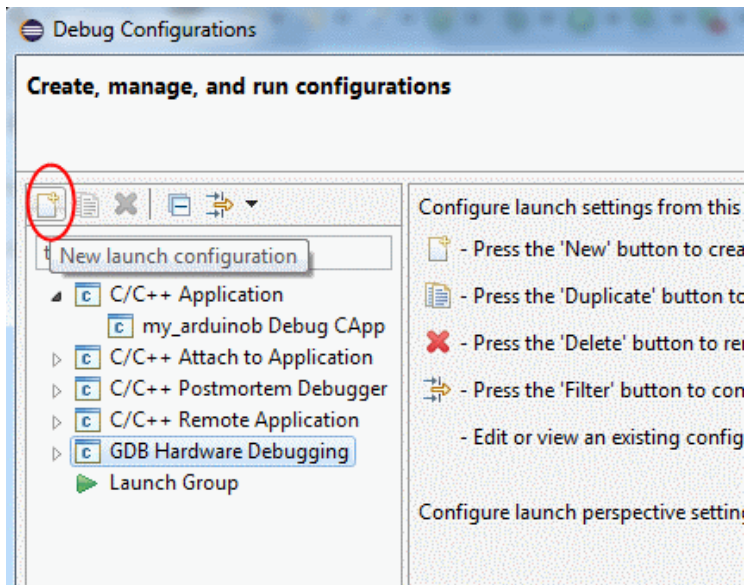 Debug Configurations
Create, manage, and run configurations
New launch configuration
C/C++ Application
my_arduinob Debug CApp
C/C++ Attach to Application
C/C++ Postmortem Debugger
C/C++ Remote Application
GDB Hardware Debugging
Launch Group
Configure launch settings from this
- Press the 'New' button to crea
- Press the 'Duplicate' button to
- Press the 'Delete' button to re
- Press the 'Filter' button to con
- Edit or view an existing config
Configure launch perspective setting